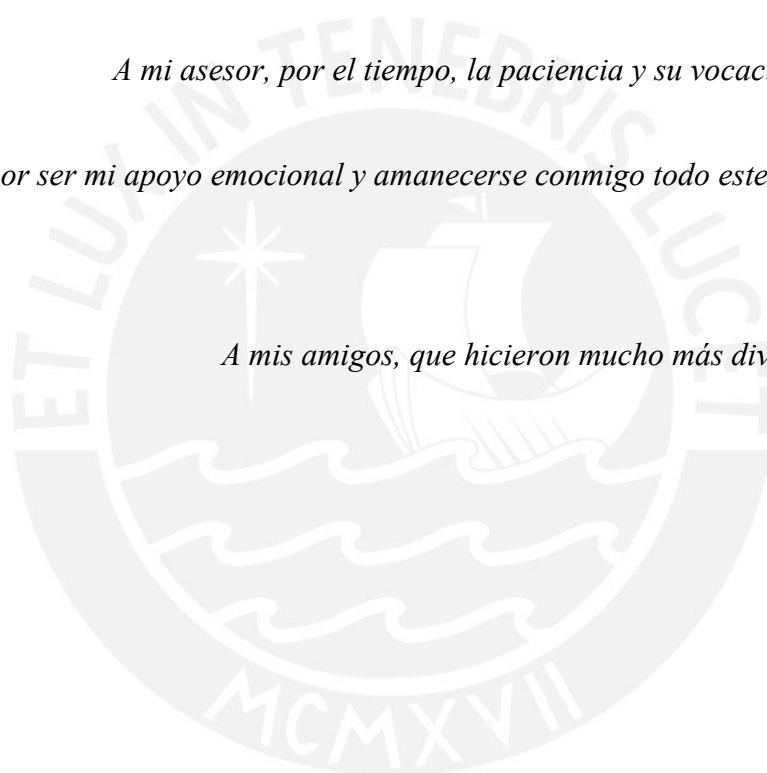 A mi asesor, por el tiempo, la paciencia y su
ser mi apoyo emocional y amanecerse conmigo todo este
A mis amigos, que hicieron mucho más
ET LUX IN TENEBRIS LUCET
MCMXVII